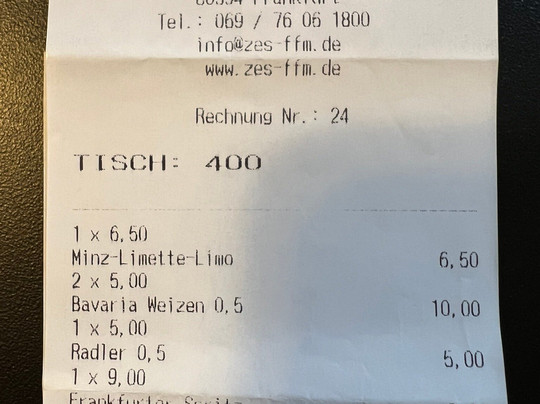 Tel.: 069 / 76 06 1800
info@zes-ffm.de
www.zes-ffm.de
Rechnung Nr.: 24
TISCH: 400
1 x 6,50
Minz-Limette-Limo 6,50
2 x 5,00
Bavaria Weizen 0,5 10,00
1 x 5,00
Radler 0,5 5,00
1 x 9,00